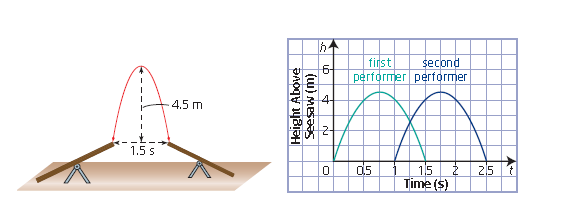 4.5 m
1.5 s
h
6
4
2
Height Above
Seesaw (m)
first
performer
second
performer
0
0.5
1
1.5
2
2.5
t
Time (s)